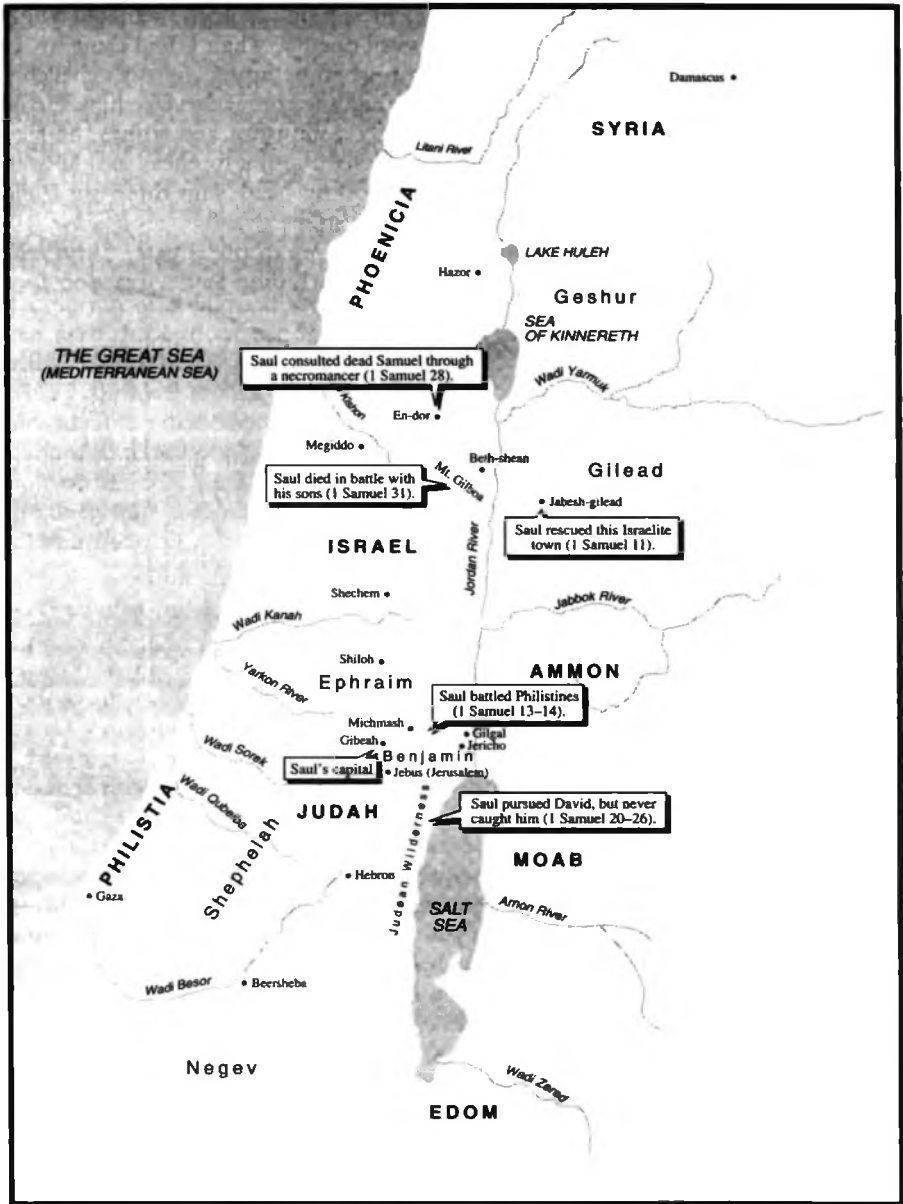 Damascus
SYRIA
Litani River
PHOENICIA
LAKE HULEH
Hazor
Geshur
SEA
OF KINNERETH
THE GREAT SEA
(MEDITERRANEAN SEA)
Saul consulted dead Samuel through
a necromancer (1 Samuel 28).
Wadi Yarmuk
Kishon
En-dor
Megiddo
Beth-shean
Gilead
Mt. Gilboa
Saul died in battle with
his sons (1 Samuel 31).
Jabesh-gilead
Saul rescued this Israelite
town (1 Samuel 11).
ISRAEL
Jordan River
Shechem
Jabbok River
Wadi Kanah
Shiloh
Ephraim
AMMON
Yarkon River
Saul battled Philistines
(1 Samuel 13–14).
Michmash
Gilgal
Gibeah
Jericho
Benjamin
Wadi Sorek
Saul's capital
Jebus (Jerusalem)
Wadi Qubeiba
JUDAH
Saul pursued David, but never
caught him (1 Samuel 20–26).
PHILISTIA
Shephelah
Judean Wilderness
MOAB
Hebron
Gaza
SALT
SEA
Arnon River
Wadi Besor
Beersheba
Negev
Wadi Zered
EDOM